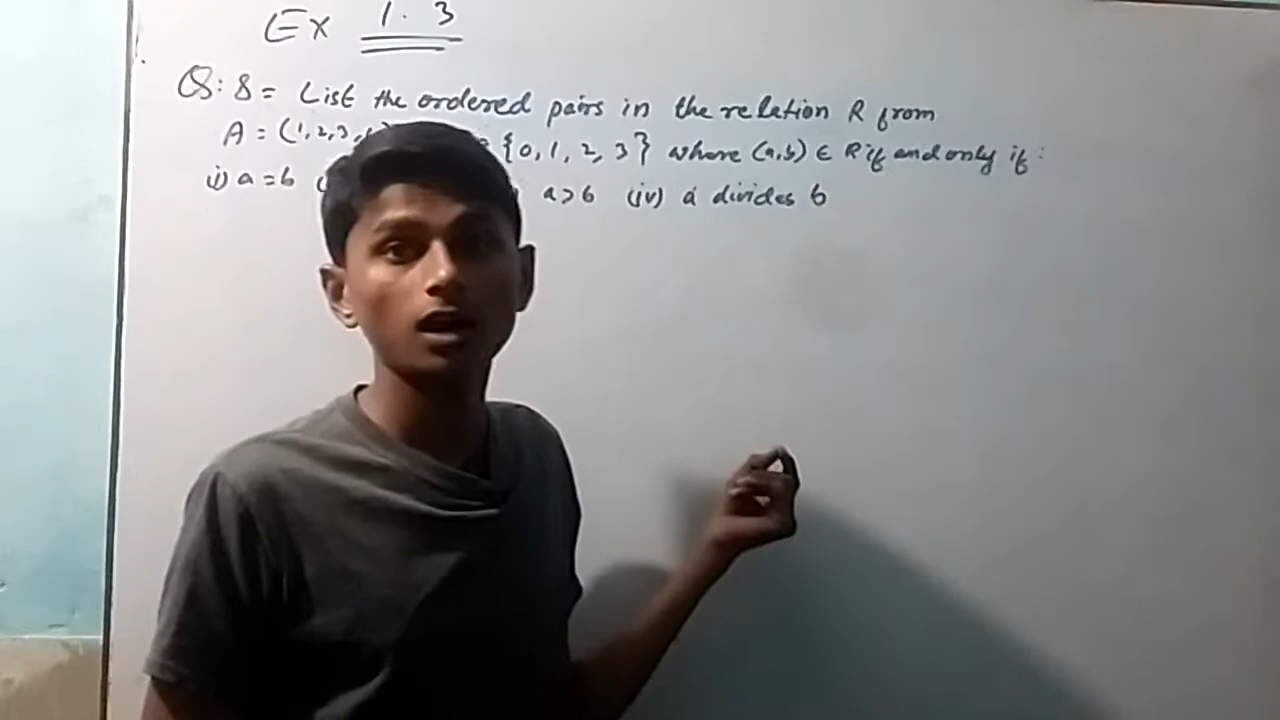 Ex 1.3
Q:8= List the ordered pairs in the relation R from
A = (1,2,3, {0,1,2,3} where (a,b) ∈ R if and only if:
i) a=b a>b (iv) a divides b